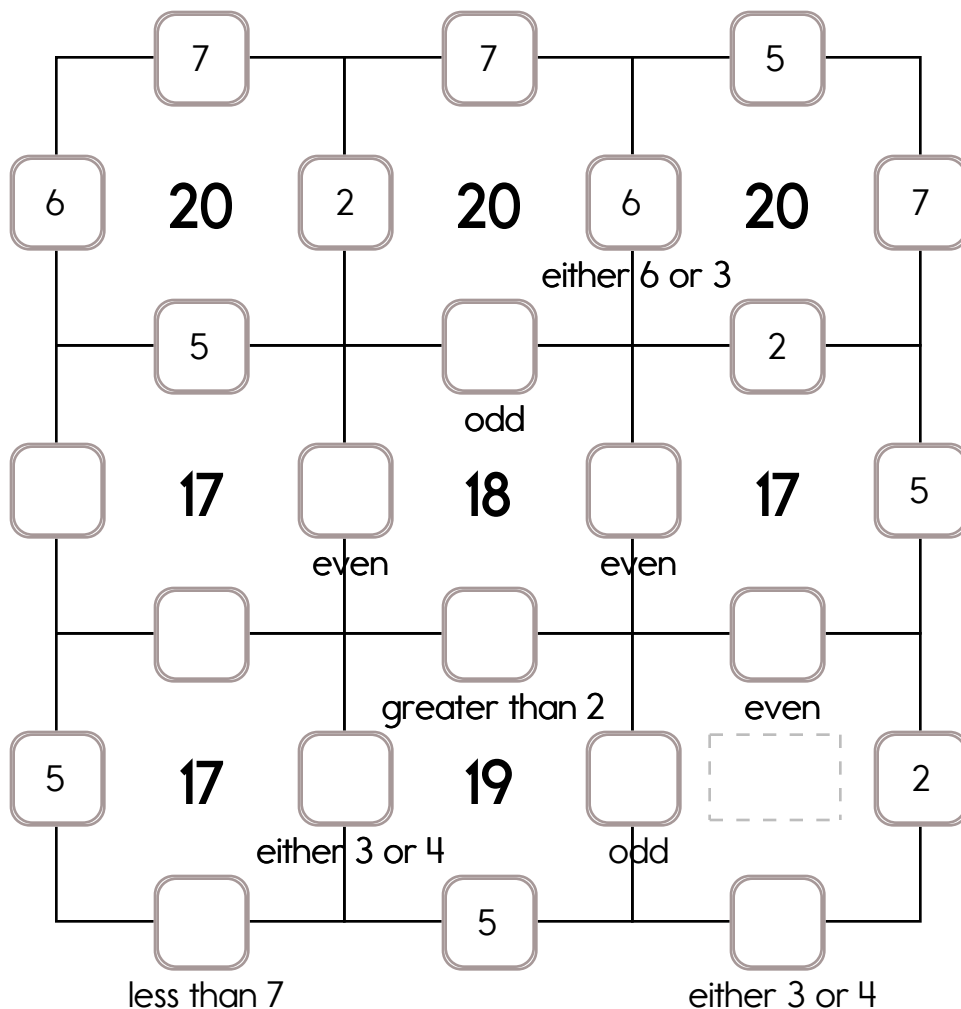 7 7 5
6 20 2 20 6 20 7
either 6 or 3
5 2
odd
17 18 17 5
even even
greater than 2 even
5 17 19 2
either 3 or 4 odd
5
less than 7 either 3 or 4